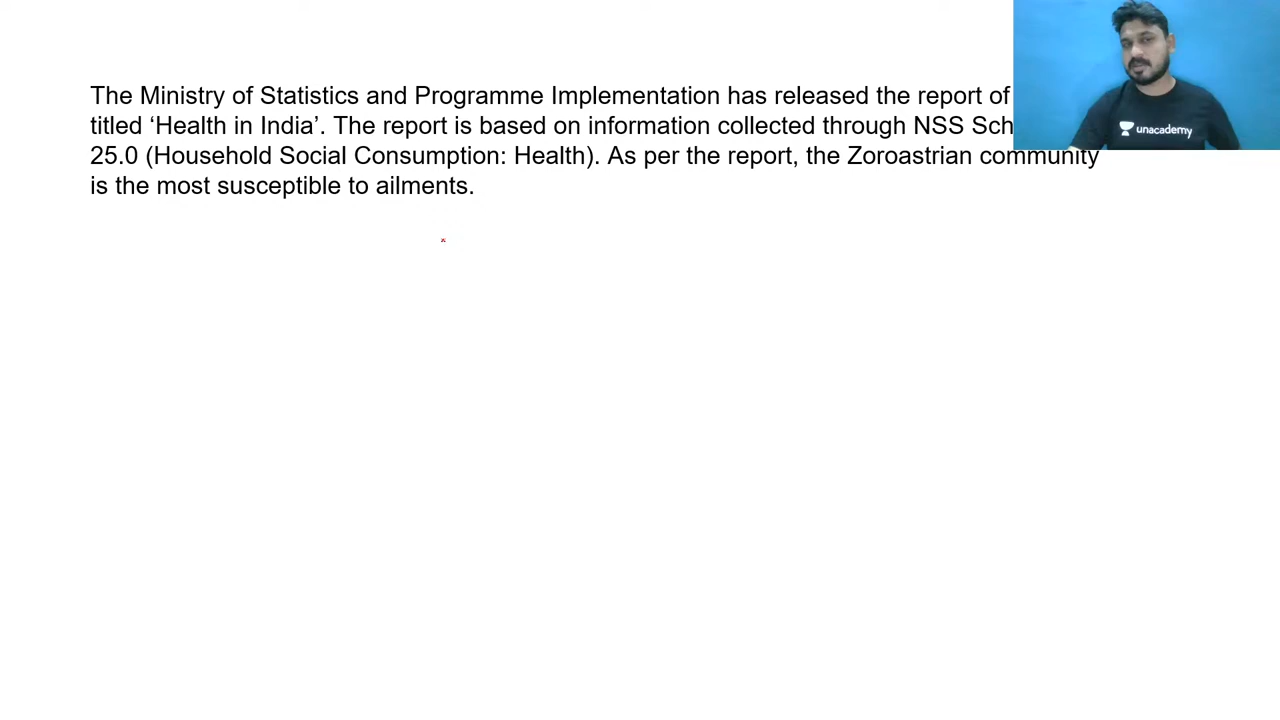 The Ministry of Statistics and Programme Implementation has released the report of
titled ‘Health in India’. The report is based on information collected through NSS
25.0 (Household Social Consumption: Health). As per the report, the Zoroastrian community
is the most susceptible to ailments.
unacademy